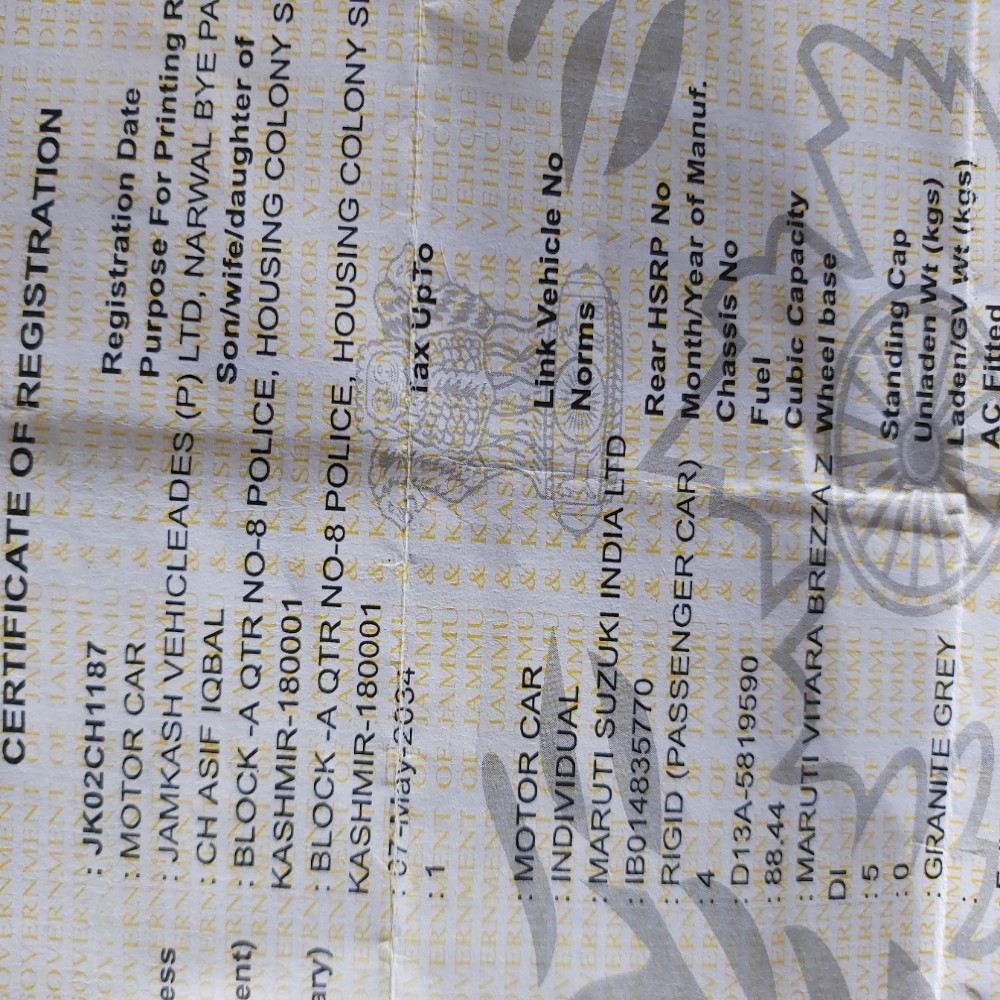 CERTIFICATE OF REGISTRATION
: JK02CH1187 Registration Date
: MOTOR CAR Purpose For Printing R
ess : JAMKASH VEHICLEADES (P) LTD, NARWAL BYE PA
: CH ASIF IQBAL Son/wife/daughter of
ent) : BLOCK -A QTR NO-8 POLICE, HOUSING COLONY S
KASHMIR-180001
ary) : BLOCK -A QTR NO-8 POLICE, HOUSING COLONY
KASHMIR-180001
: 07-May-2034 Tax UpTo
: 1
: MOTOR CAR Link Vehicle No
: INDIVIDUAL Norms
: MARUTI SUZUKI INDIA LTD
: IB014835770 Rear HSRP No
: RIGID (PASSENGER CAR) Month/Year of Manuf.
: 4 Chassis No
: D13A-5819590 Fuel
: 88.44 Cubic Capacity
: MARUTI VITARA BREZZA Z Wheel base
DI
: 5 Standing Cap
: 0 Unladen Wt (kgs)
: GRANITE GREY Laden/GV Wt (kgs)
: AC Fitted